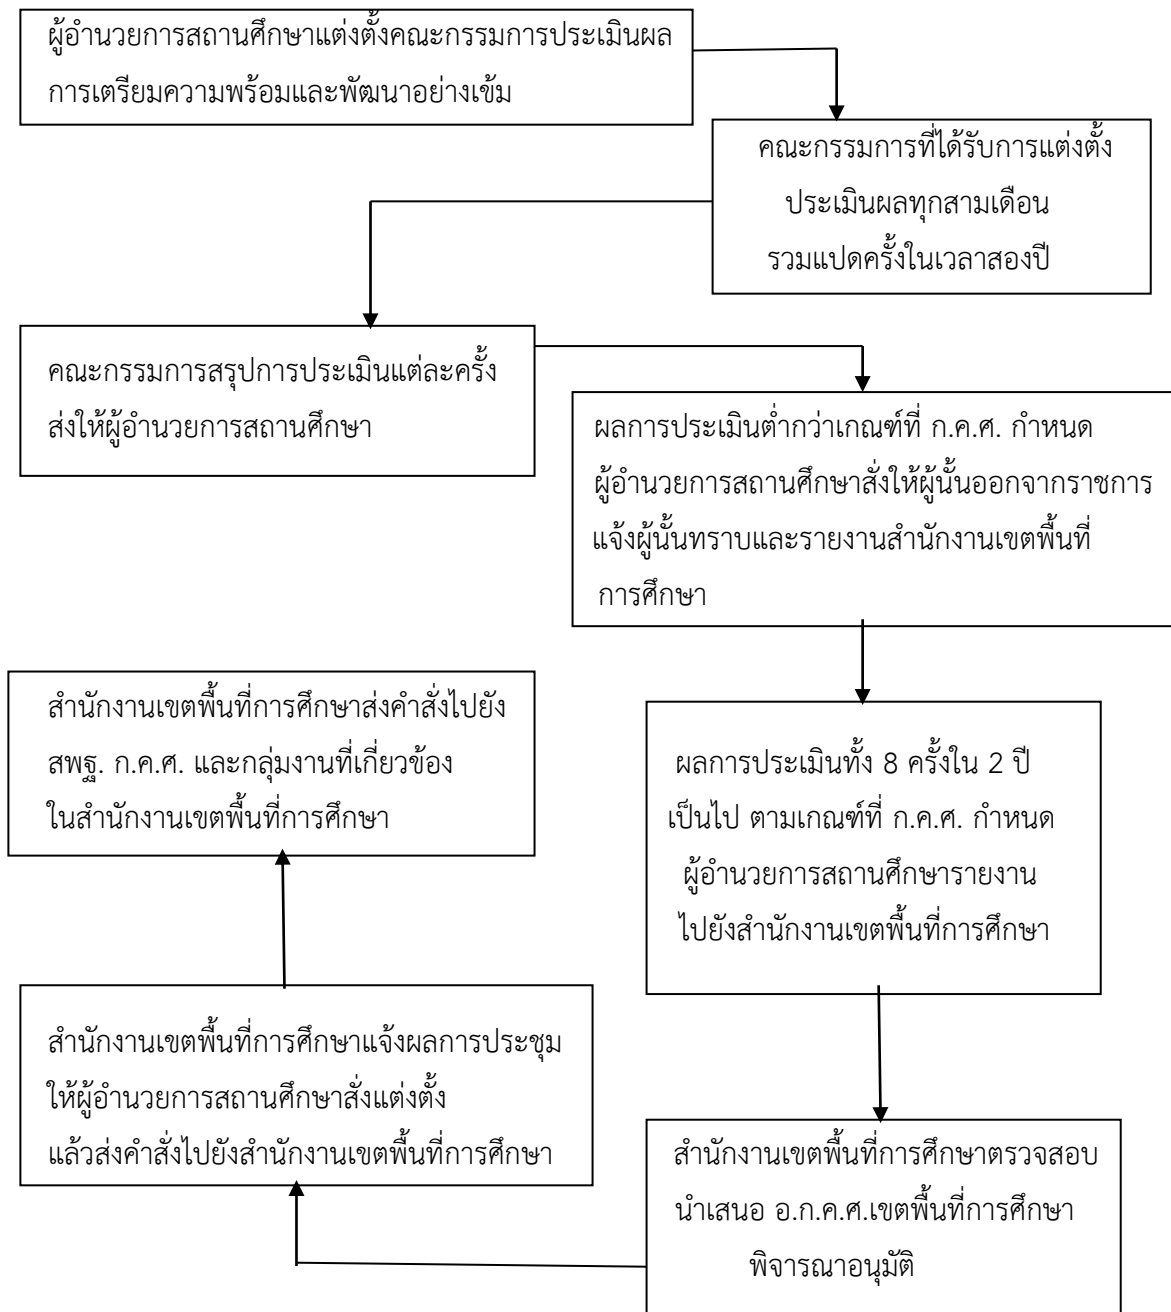 ผู้อำนวยการสถานศึกษาแต่งตั้งคณะกรรมการประเมินผล
การเตรียมความพร้อมและพัฒนาอย่างเข้ม
คณะกรรมการที่ได้รับการแต่งตั้ง
ประเมินผลทุกสามเดือน
รวมแปดครั้งในเวลาสองปี
คณะกรรมการสรุปการประเมินแต่ละครั้ง
ส่งให้ผู้อำนวยการสถานศึกษา
ผลการประเมินต่ำกว่าเกณฑ์ที่ ก.ค.ศ. กำหนด
ผู้อำนวยการสถานศึกษาสั่งให้ผู้นั้นออกจากราชการ
แจ้งผู้นั้นทราบและรายงานสำนักงานเขตพื้นที่
การศึกษา
ผลการประเมินทั้ง 8 ครั้งใน 2 ปี
เป็นไป ตามเกณฑ์ที่ ก.ค.ศ. กำหนด
ผู้อำนวยการสถานศึกษารายงาน
ไปยังสำนักงานเขตพื้นที่การศึกษา
สำนักงานเขตพื้นที่การศึกษาตรวจสอบ
นำเสนอ อ.ก.ค.ศ.เขตพื้นที่การศึกษา
พิจารณาอนุมัติ
สำนักงานเขตพื้นที่การศึกษาแจ้งผลการประชุม
ให้ผู้อำนวยการสถานศึกษาสั่งแต่งตั้ง
แล้วส่งคำสั่งไปยังสำนักงานเขตพื้นที่การศึกษา
สำนักงานเขตพื้นที่การศึกษาส่งคำสั่งไปยัง
สพฐ. ก.ค.ศ. และกลุ่มงานที่เกี่ยวข้อง
ในสำนักงานเขตพื้นที่การศึกษา